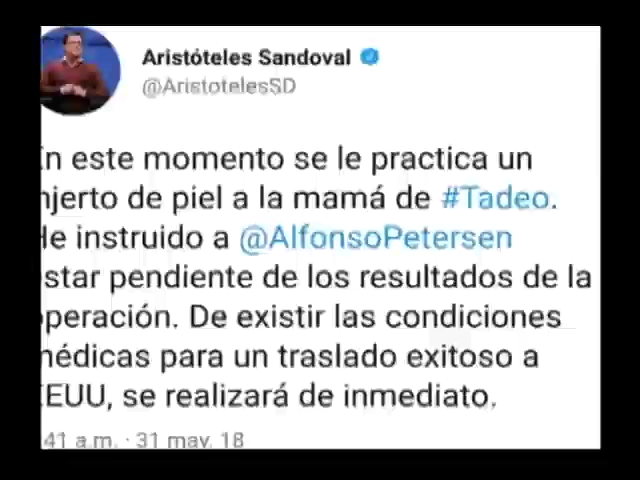 Aristóteles Sandoval
@AristotelesSD
En este momento se le practica un
njerto de piel a la mamá de #Tadeo.
He instruido a @AlfonsoPetersen
star pendiente de los resultados de la
peración. De existir las condiciones
médicas para un traslado exitoso a
EEUU, se realizará de inmediato.
41 a.m. · 31 may. 18